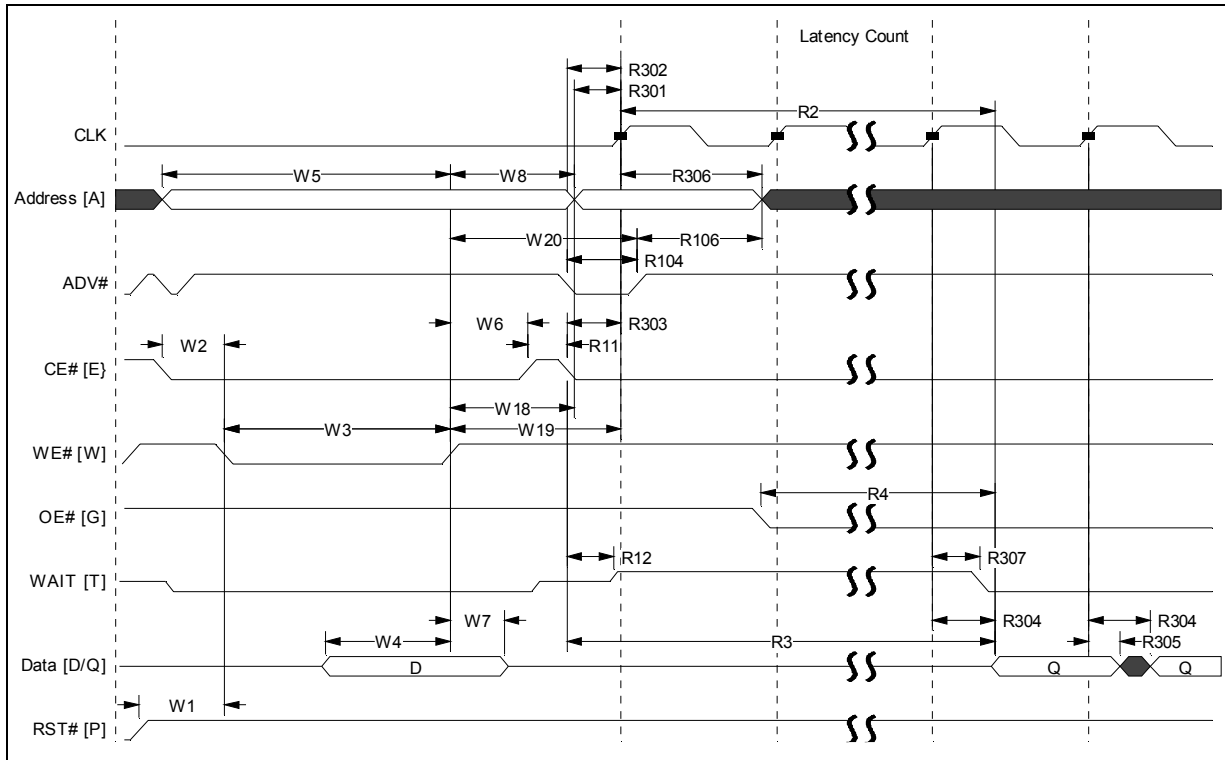 Latency Count
R302
R301
R2
CLK
W5
W8
R306
Address [A]
W20
R106
R104
ADV#
W6
R303
W2
R11
CE# [E}
W18
W3
W19
WE# [W]
R4
OE# [G]
R12
R307
WAIT [T]
W7
R304
R304
W4
R3
R305
Data [D/Q]
D
Q
Q
W1
RST# [P]